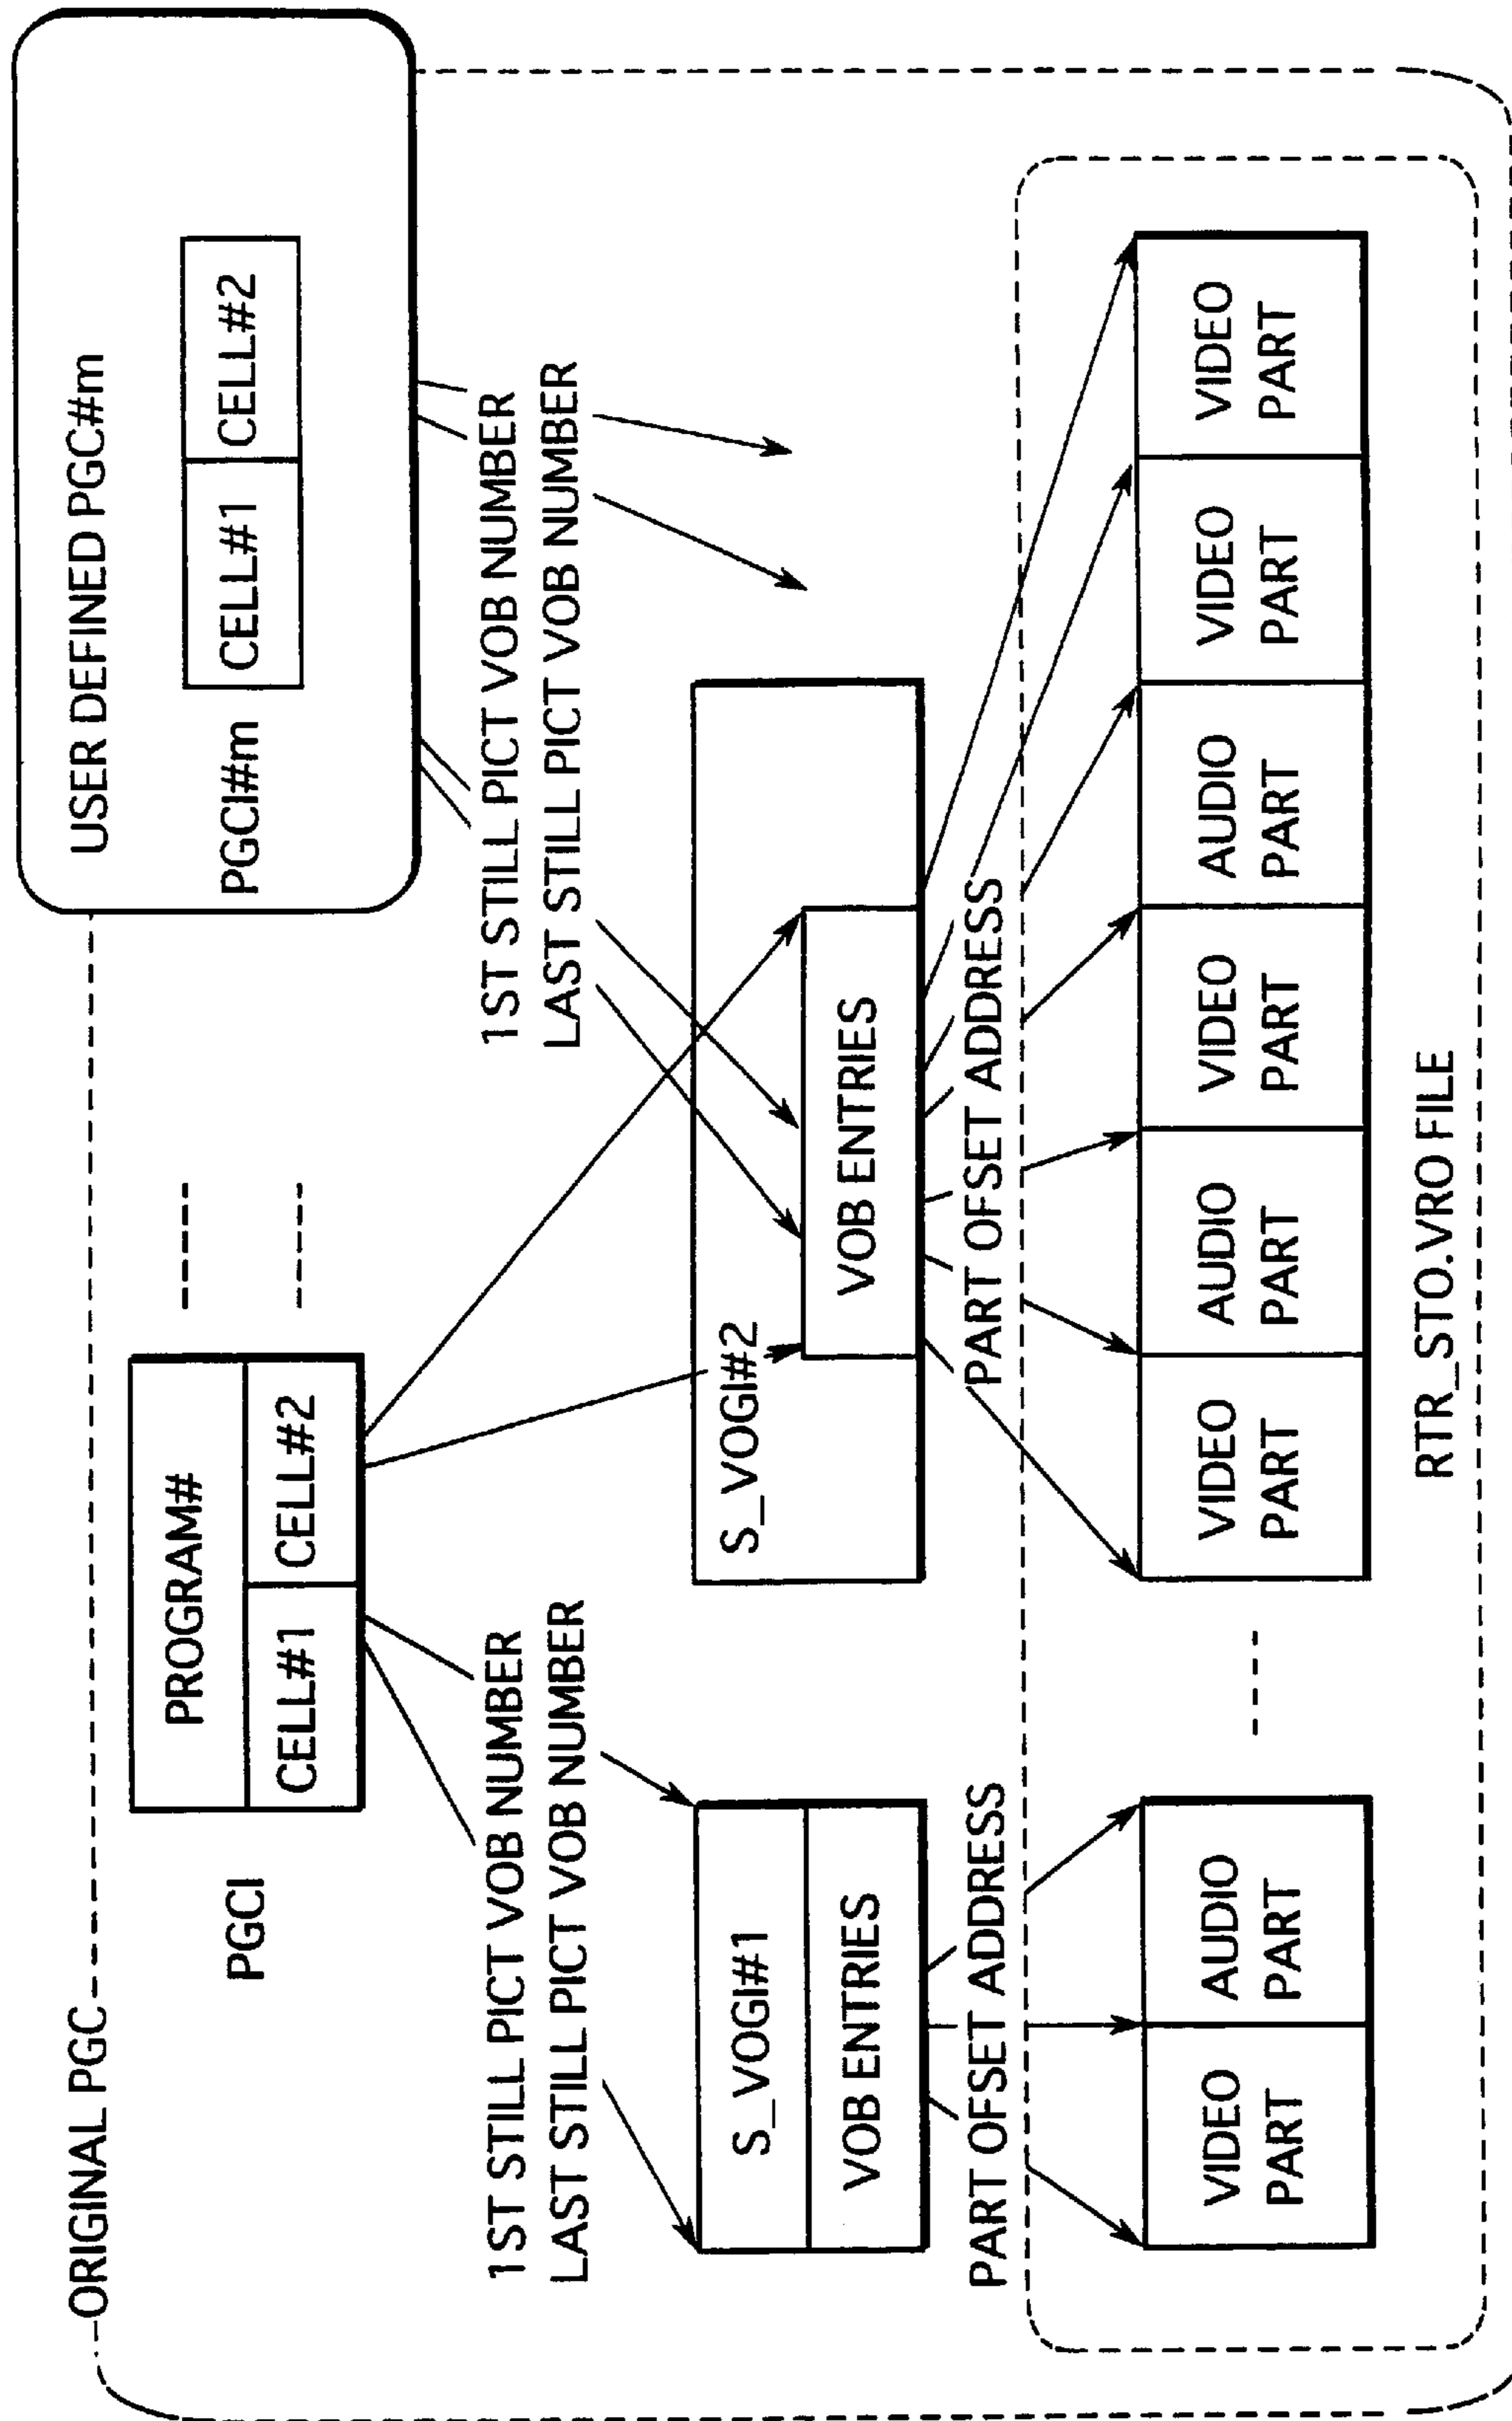 ORIGINAL PGC
USER DEFINED PGC#m
PGCI
PROGRAM#
CELL#1
CELL#2
PGCI#m
CELL#1
CELL#2
1ST STILL PICT VOB NUMBER
LAST STILL PICT VOB NUMBER
1ST STILL PICT VOB NUMBER
LAST STILL PICT VOB NUMBER
S_VOGI#1
VOB ENTRIES
S_VOGI#2
VOB ENTRIES
PART OFSET ADDRESS
PART OFSET ADDRESS
VIDEO
PART
AUDIO
PART
VIDEO
PART
AUDIO
PART
VIDEO
PART
AUDIO
PART
VIDEO
PART
VIDEO
PART
RTR_STO.VRO FILE